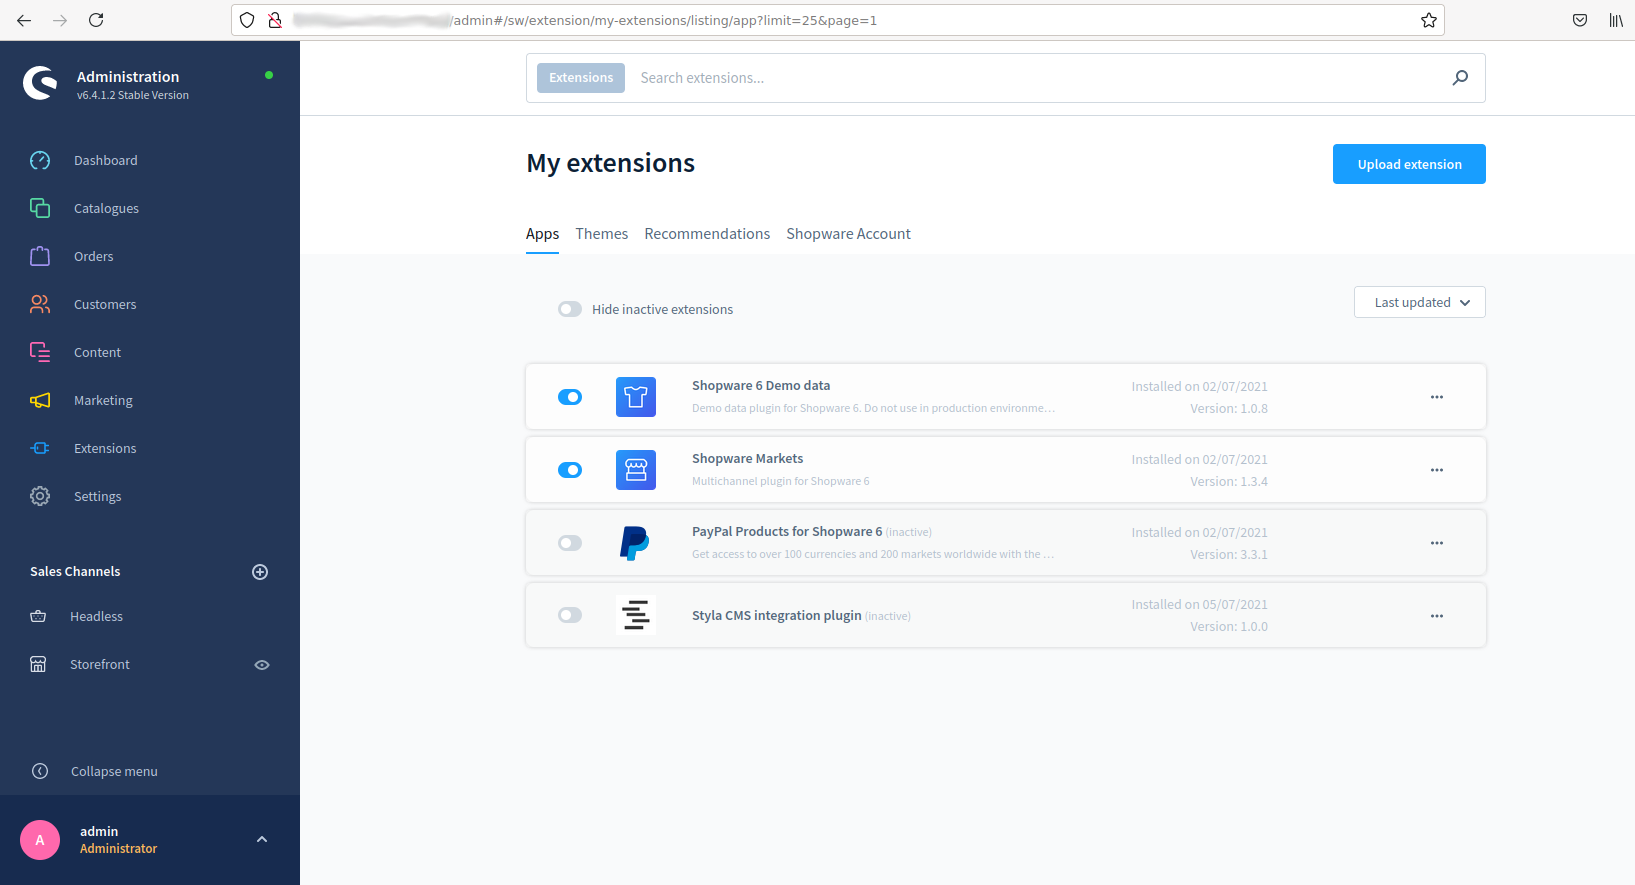 /admin#/sw/extension/my-extensions/listing/app?limit=25&page=1
Administration
v6.4.1.2 Stable Version
Dashboard
Catalogues
Orders
Customers
Content
Marketing
Extensions
Settings
Sales Channels
Headless
Storefront
Collapse menu
A
admin
Administrator
Extensions Search extensions...
My extensions
Upload extension
Apps Themes Recommendations Shopware Account
Hide inactive extensions
Last updated
Shopware 6 Demo data
Demo data plugin for Shopware 6. Do not use in production environme...
Installed on 02/07/2021
Version: 1.0.8
Shopware Markets
Multichannel plugin for Shopware 6
Installed on 02/07/2021
Version: 1.3.4
PayPal Products for Shopware 6 (inactive)
Get access to over 100 currencies and 200 markets worldwide with the ...
Installed on 02/07/2021
Version: 3.3.1
Styla CMS integration plugin (inactive)
Installed on 05/07/2021
Version: 1.0.0